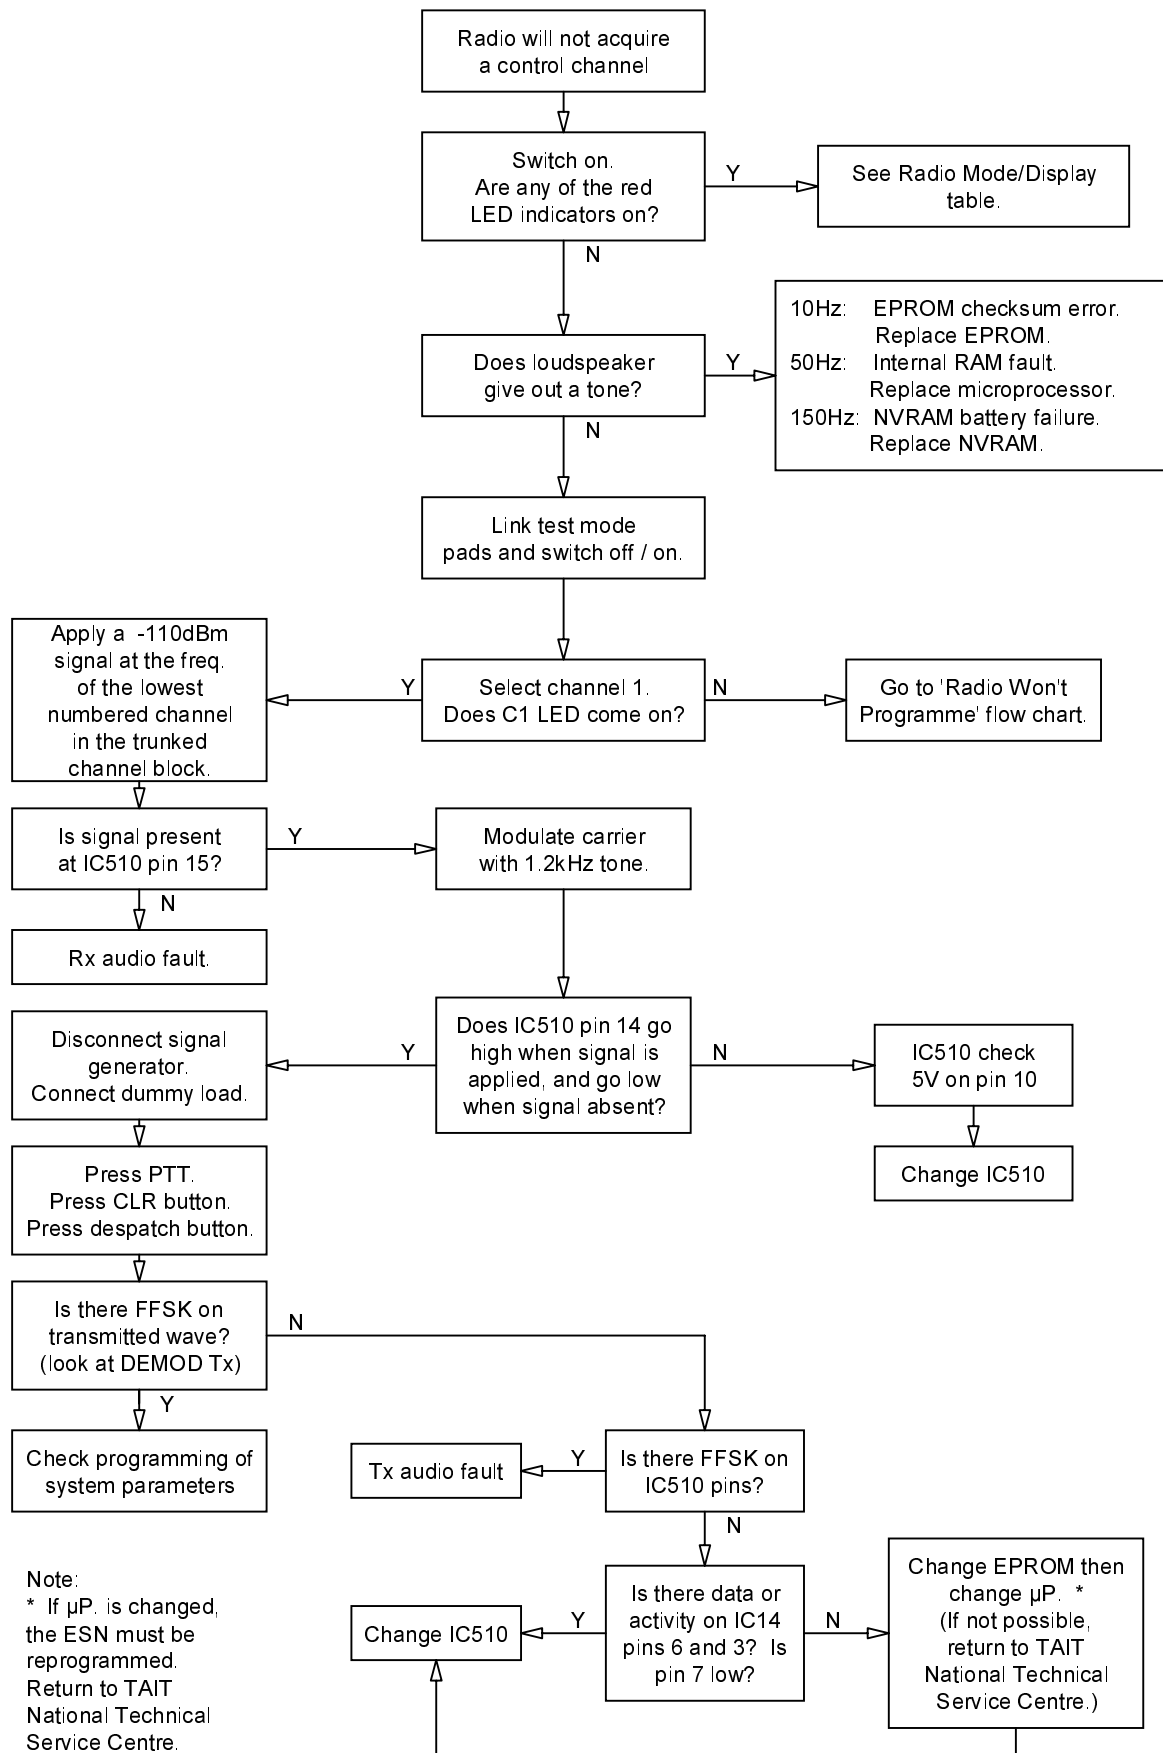 Radio will not acquire
a control channel
Switch on.
Are any of the red
LED indicators on?
Y
See Radio Mode/Display
table.
N
Does loudspeaker
give out a tone?
Y
10Hz: EPROM checksum error.
Replace EPROM.
50Hz: Internal RAM fault.
Replace microprocessor.
150Hz: NVRAM battery failure.
Replace NVRAM.
N
Link test mode
pads and switch off / on.
Select channel 1.
Does C1 LED come on?
N
Go to 'Radio Won't
Programme' flow chart.
Y
Apply a -110dBm
signal at the freq.
of the lowest
numbered channel
in the trunked
channel block.
Is signal present
at IC510 pin 15?
Y
Modulate carrier
with 1.2kHz tone.
N
Rx audio fault.
Does IC510 pin 14 go
high when signal is
applied, and go low
when signal absent?
N
IC510 check
5V on pin 10
Change IC510
Y
Disconnect signal
generator.
Connect dummy load.
Press PTT.
Press CLR button.
Press despatch button.
Is there FFSK on
transmitted wave?
(look at DEMOD Tx)
N
Y
Check programming of
system parameters
Is there FFSK on
IC510 pins?
Y
Tx audio fault
N
Is there data or
activity on IC14
pins 6 and 3? Is
pin 7 low?
Y
Change IC510
N
Change EPROM then
change µP. *
(If not possible,
return to TAIT
National Technical
Service Centre.)
Note:
* If µP. is changed,
the ESN must be
reprogrammed.
Return to TAIT
National Technical
Service Centre.